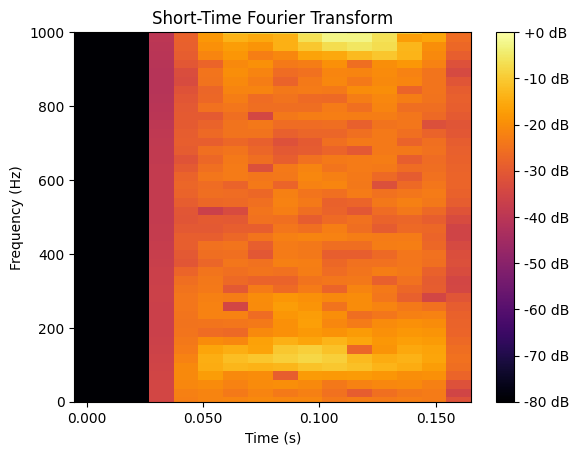 Short-Time Fourier Transform
1000
800
600
400
200
0
Frequency (Hz)
0.000
0.050
0.100
0.150
Time (s)
+0 dB
-10 dB
-20 dB
-30 dB
-40 dB
-50 dB
-60 dB
-70 dB
-80 dB